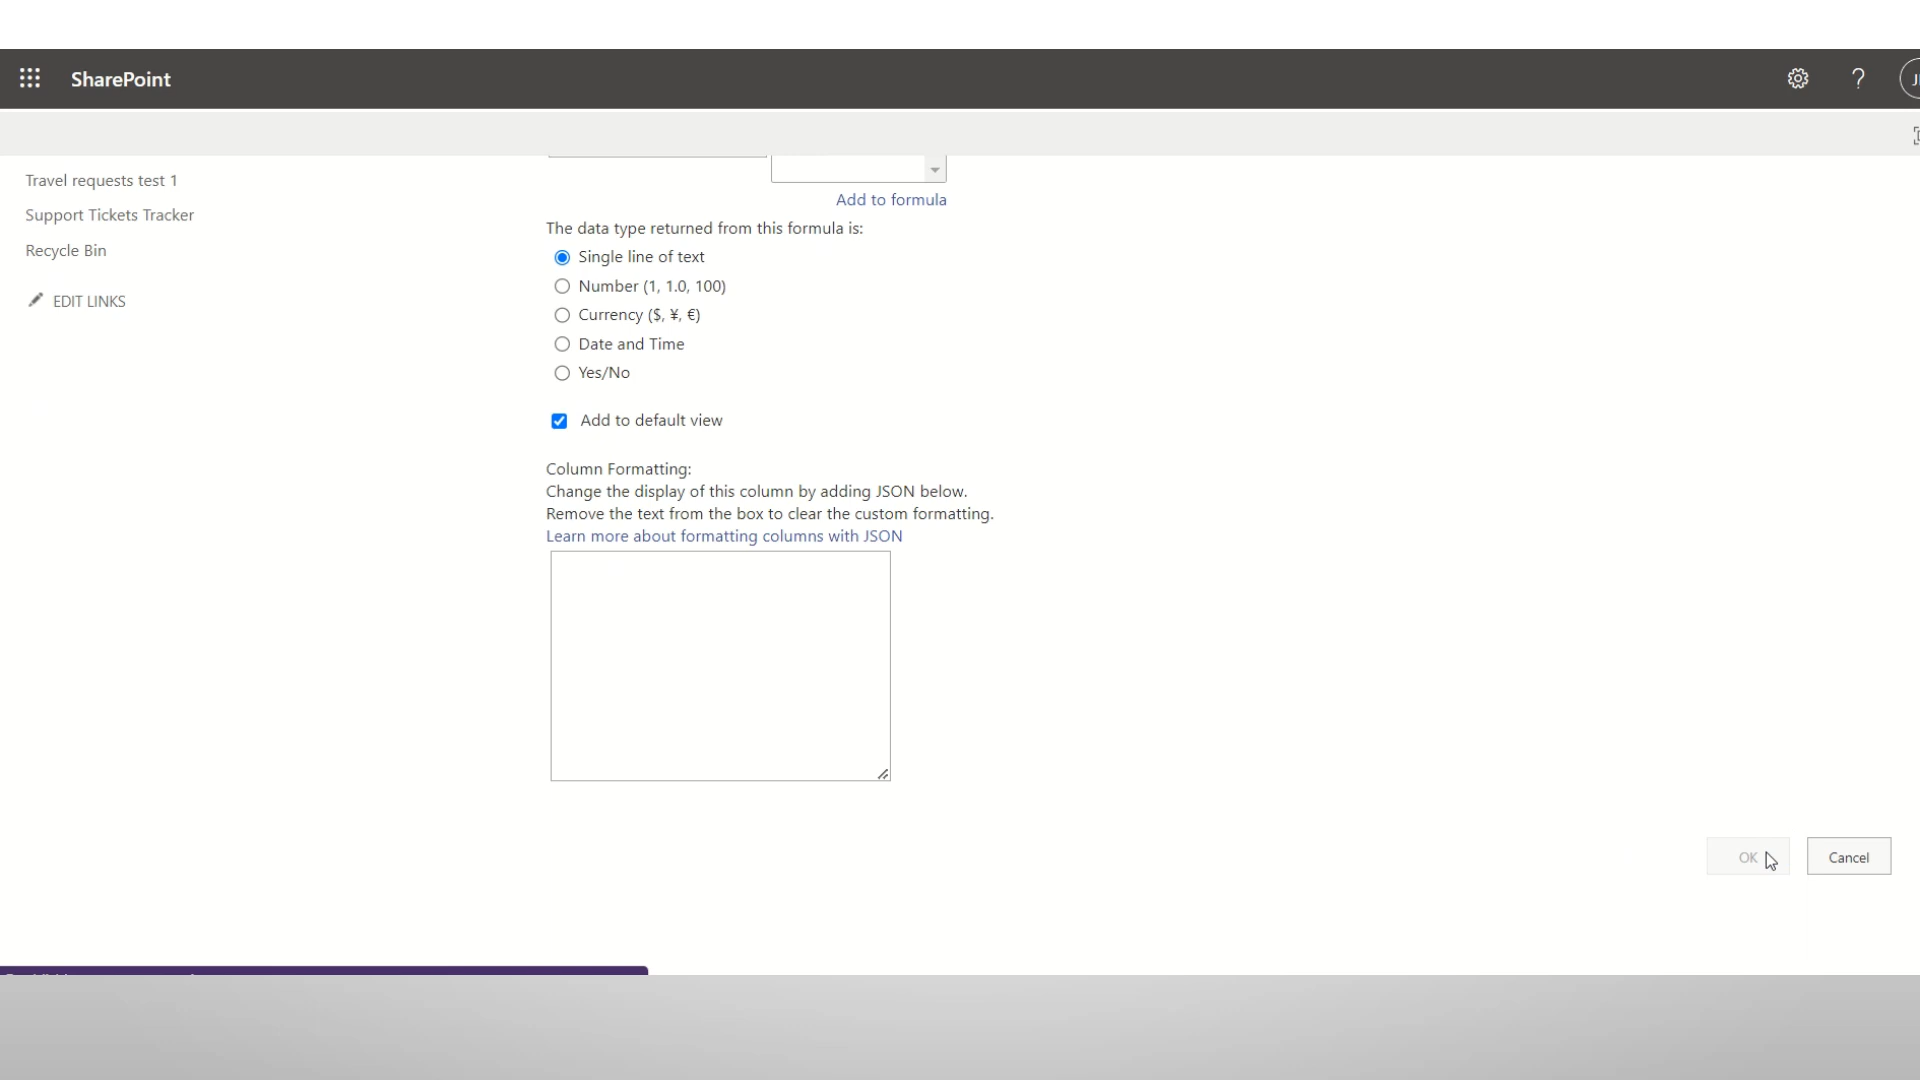 SharePoint
?
Travel requests test 1
Support Tickets Tracker
Recycle Bin
EDIT LINKS
Add to formula
The data type returned from this formula is:
Single line of text
Number (1, 1.0, 100)
Currency ($, ¥, €)
Date and Time
Yes/No
Add to default view
Column Formatting:
Change the display of this column by adding JSON below.
Remove the text from the box to clear the custom formatting.
Learn more about formatting columns with JSON
OK
Cancel